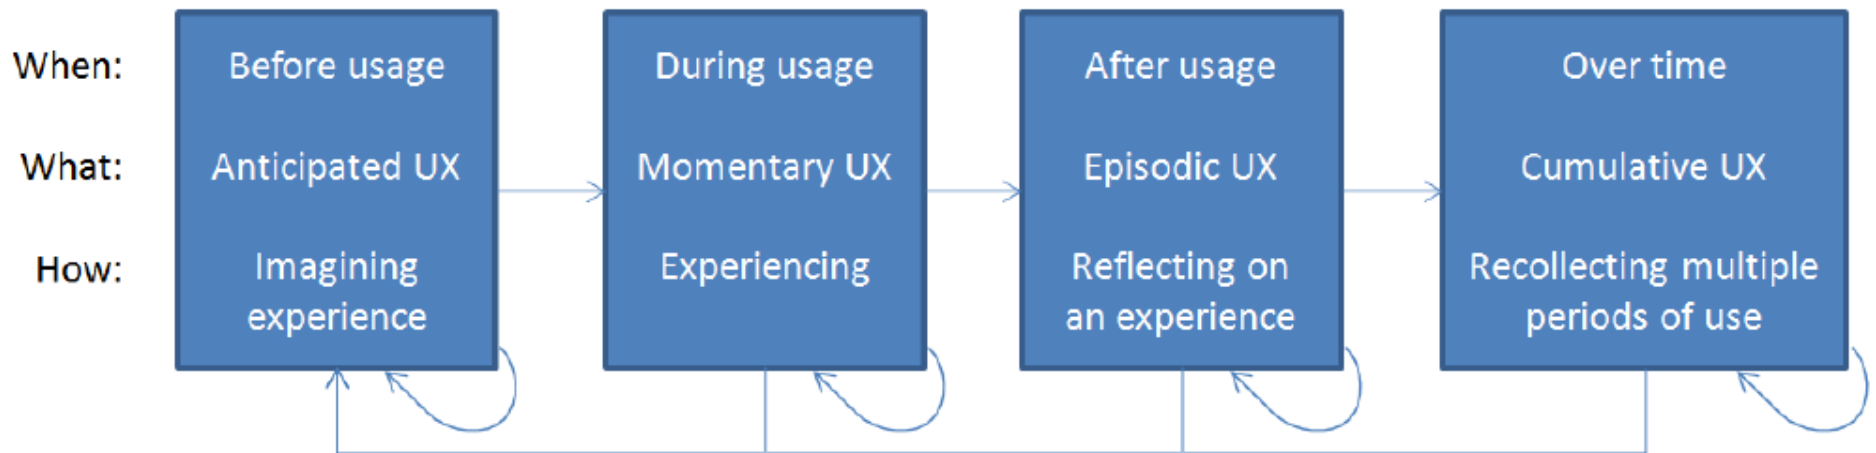 When: Before usage During usage After usage Over time
What: Anticipated UX Momentary UX Episodic UX Cumulative UX
How: Imagining Experiencing Reflecting on Recollecting multiple
experience an experience periods of use